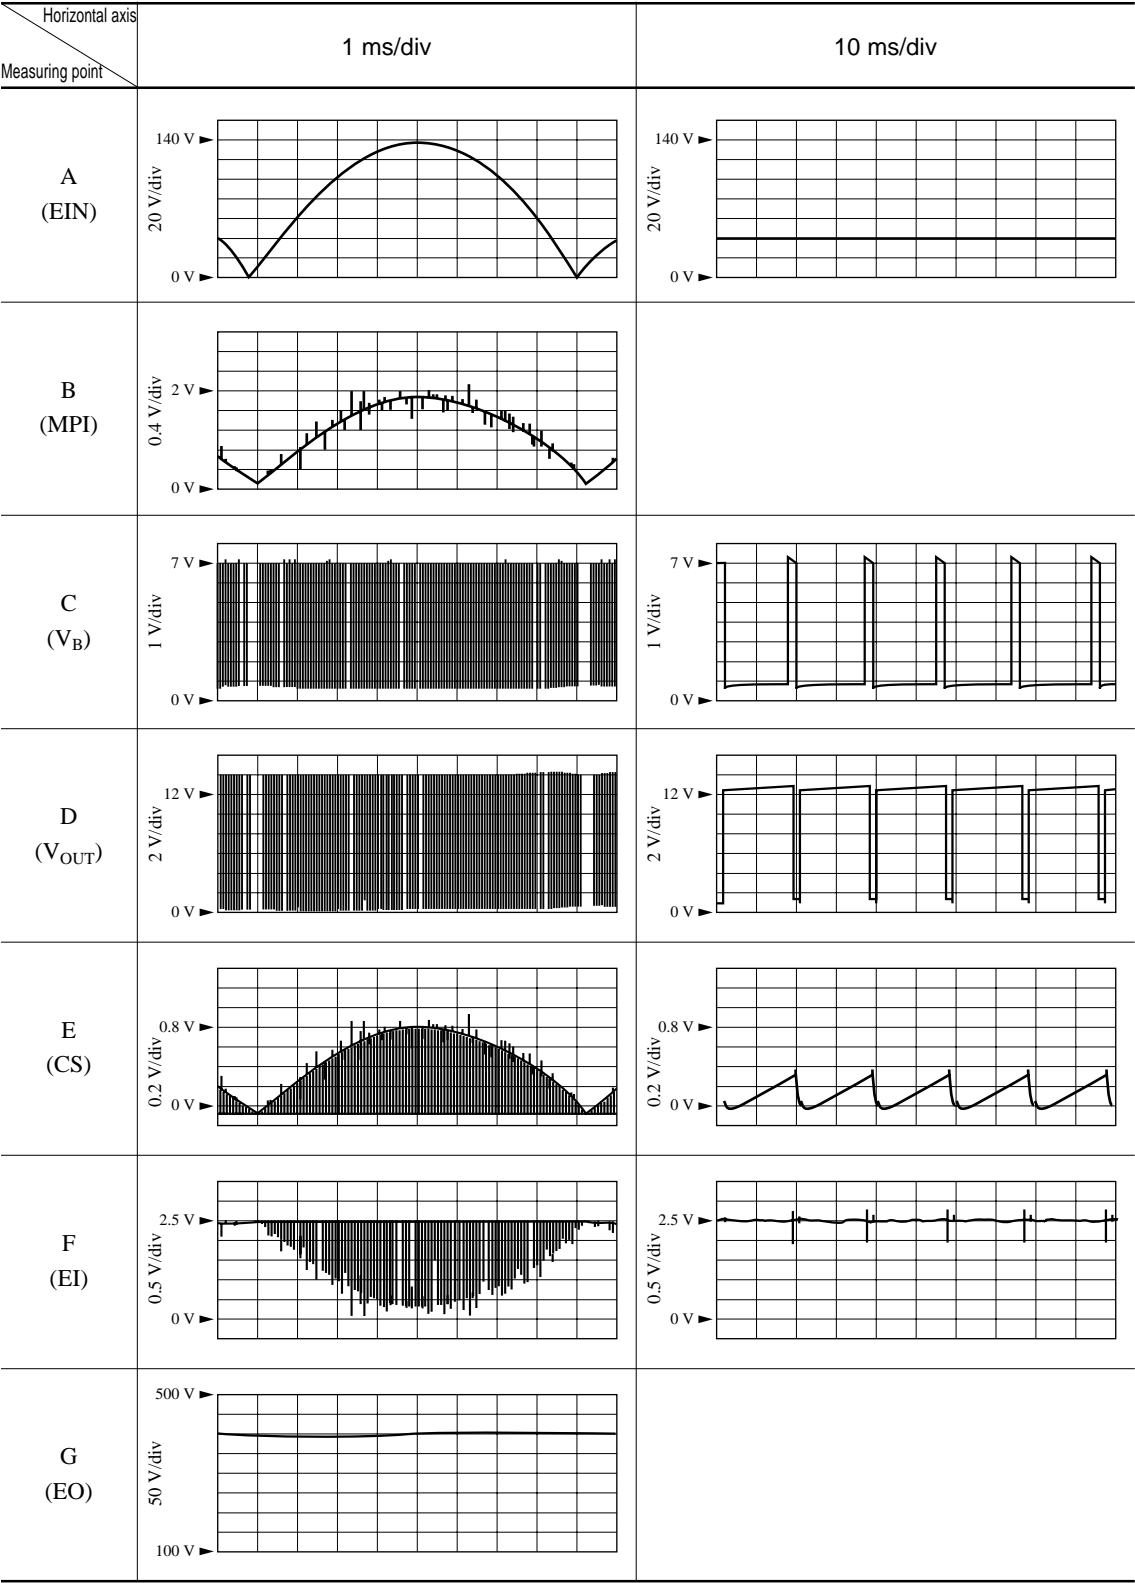 Horizontal axis
Measuring point
1 ms/div
10 ms/div
A
(EIN)
140 V
20 V/div
0 V
140 V
20 V/div
0 V
B
(MPI)
2 V
0.4 V/div
0 V
C
(VB)
7 V
1 V/div
0 V
7 V
1 V/div
0 V
D
(VOUT)
12 V
2 V/div
0 V
12 V
2 V/div
0 V
E
(CS)
0.8 V
0.2 V/div
0 V
0.8 V
0.2 V/div
0 V
F
(EI)
2.5 V
0.5 V/div
0 V
2.5 V
0.5 V/div
0 V
G
(EO)
500 V
50 V/div
100 V